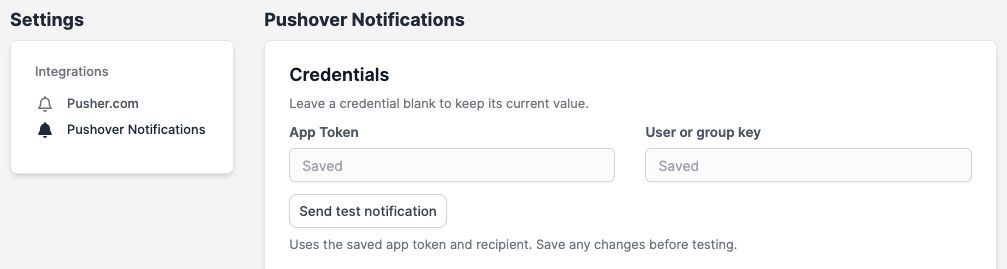 Settings
Pushover Notifications
Integrations
Pusher.com
Pushover Notifications
Credentials
Leave a credential blank to keep its current value.
App Token
User or group key
Saved
Saved
Send test notification
Uses the saved app token and recipient. Save any changes before testing.